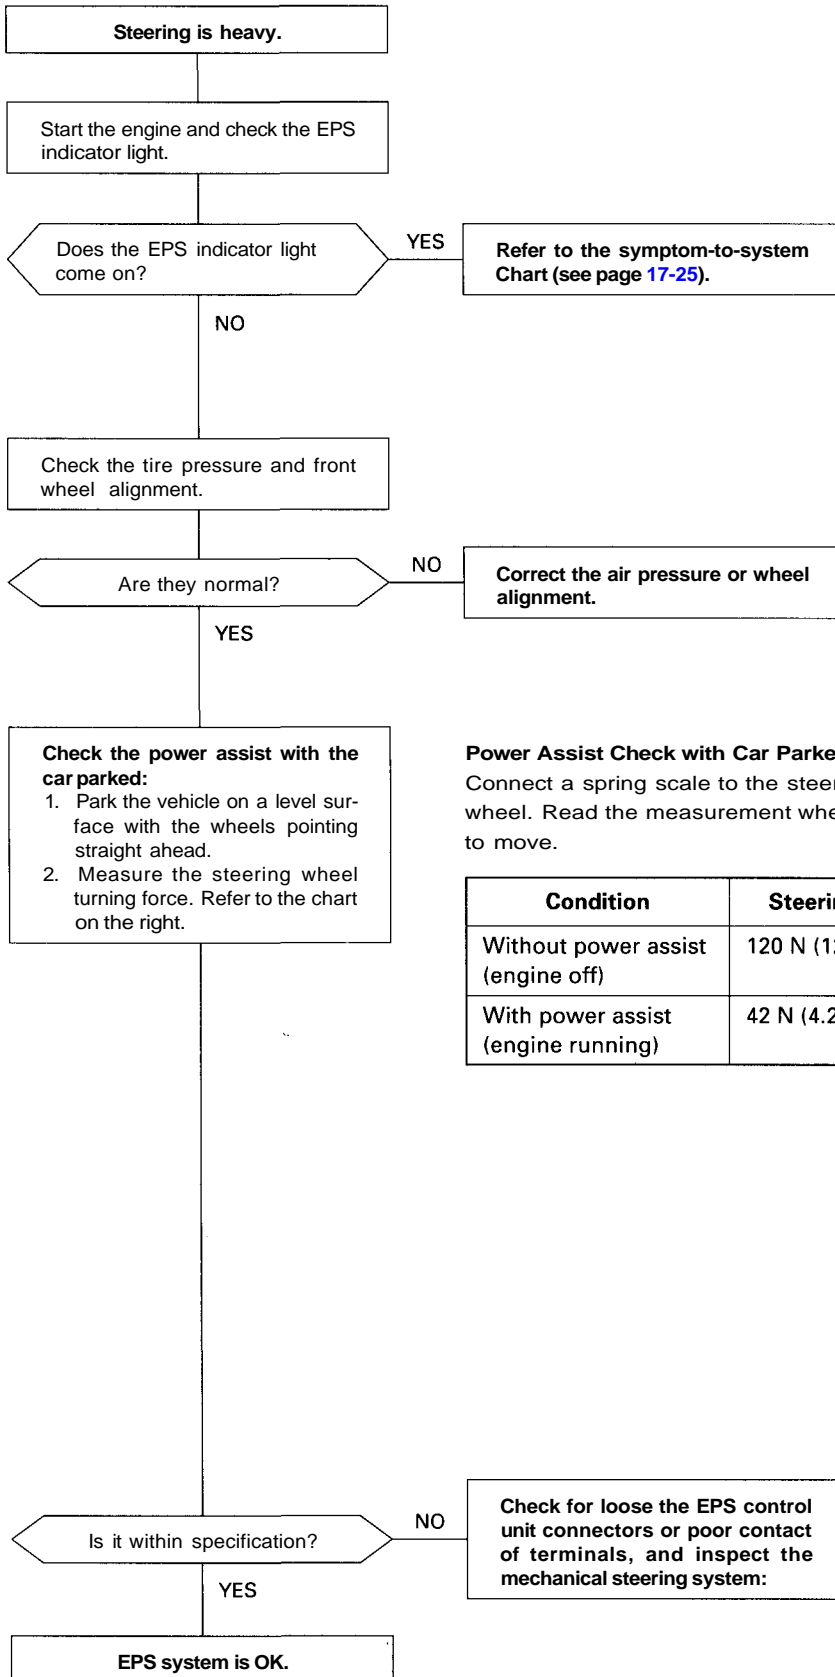 Steering is heavy.
Start the engine and check the EPS
indicator light.
Does the EPS indicator light
come on?
YES
Refer to the symptom-to-system
Chart (see page 17-25).
NO
Check the tire pressure and front
wheel alignment.
Are they normal?
NO
Correct the air pressure or wheel
alignment.
YES
Check the power assist with the
car parked:
1. Park the vehicle on a level sur-
face with the wheels pointing
straight ahead.
2. Measure the steering wheel
turning force. Refer to the chart
on the right.
Power Assist Check with Car Parke
Connect a spring scale to the steer
wheel. Read the measurement whe
to move.
Condition Steerin
Without power assist 120 N (12
(engine off)
With power assist 42 N (4.2
(engine running)
Is it within specification?
NO
Check for loose the EPS control
unit connectors or poor contact
of terminals, and inspect the
mechanical steering system:
YES
EPS system is OK.